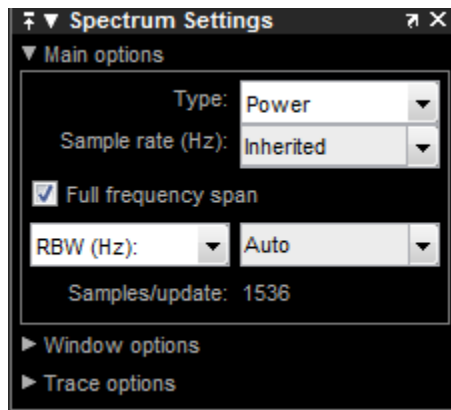 Spectrum Settings
Main options
Type: Power
Sample rate (Hz): Inherited
Full frequency span
RBW (Hz): Auto
Samples/update: 1536
Window options
Trace options